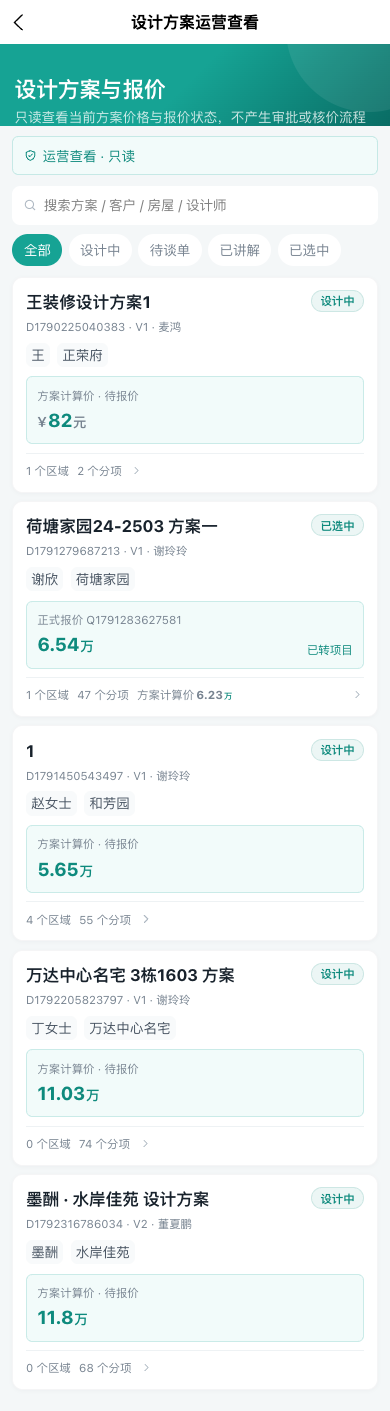 设计方案运营查看
设计方案与报价
只读查看当前方案价格与报价状态，不产生审批或核价流程
运营查看 · 只读
搜索方案 / 客户 / 房屋 / 设计师
全部 设计中 待谈单 已讲解 已选中
王装修设计方案1 设计中
D1790225040383 · V1 · 麦鸿
王 正荣府
方案计算价 · 待报价
¥82元
1 个区域 2 个分项
荷塘家园24-2503 方案一 已选中
D1791279687213 · V1 · 谢玲玲
谢欣 荷塘家园
正式报价 Q1791283627581
6.54万 已转项目
1 个区域 47 个分项 方案计算价 6.23万
1 设计中
D1791450543497 · V1 · 谢玲玲
赵女士 和芳园
方案计算价 · 待报价
5.65万
4 个区域 55 个分项
万达中心名宅 3栋1603 方案 设计中
D1792205823797 · V1 · 谢玲玲
丁女士 万达中心名宅
方案计算价 · 待报价
11.03万
0 个区域 74 个分项
墨酬 · 水岸佳苑 设计方案 设计中
D1792316786034 · V2 · 董夏鹏
墨酬 水岸佳苑
方案计算价 · 待报价
11.8万
0 个区域 68 个分项